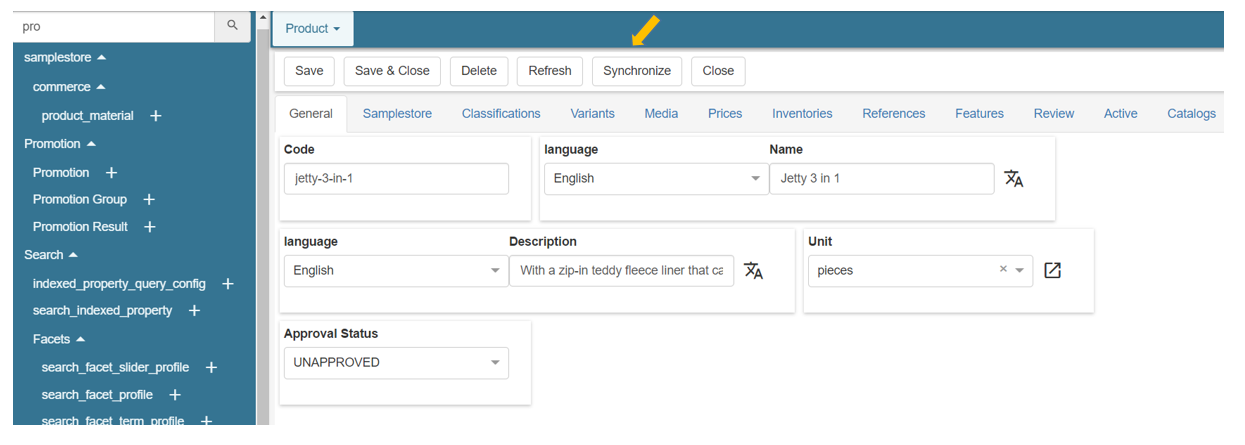 pro
samplestore
commerce
product_material
Promotion
Promotion
Promotion Group
Promotion Result
Search
indexed_property_query_config
search_indexed_property
Facets
search_facet_slider_profile
search_facet_profile
search_facet_term_profile
Product
Save Save & Close Delete Refresh Synchronize Close
General Samplestore Classifications Variants Media Prices Inventories References Features Review Active Catalogs
Code language Name
jetty-3-in-1 English Jetty 3 in 1
language Description Unit
English With a zip-in teddy fleece liner that ca pieces
Approval Status
UNAPPROVED